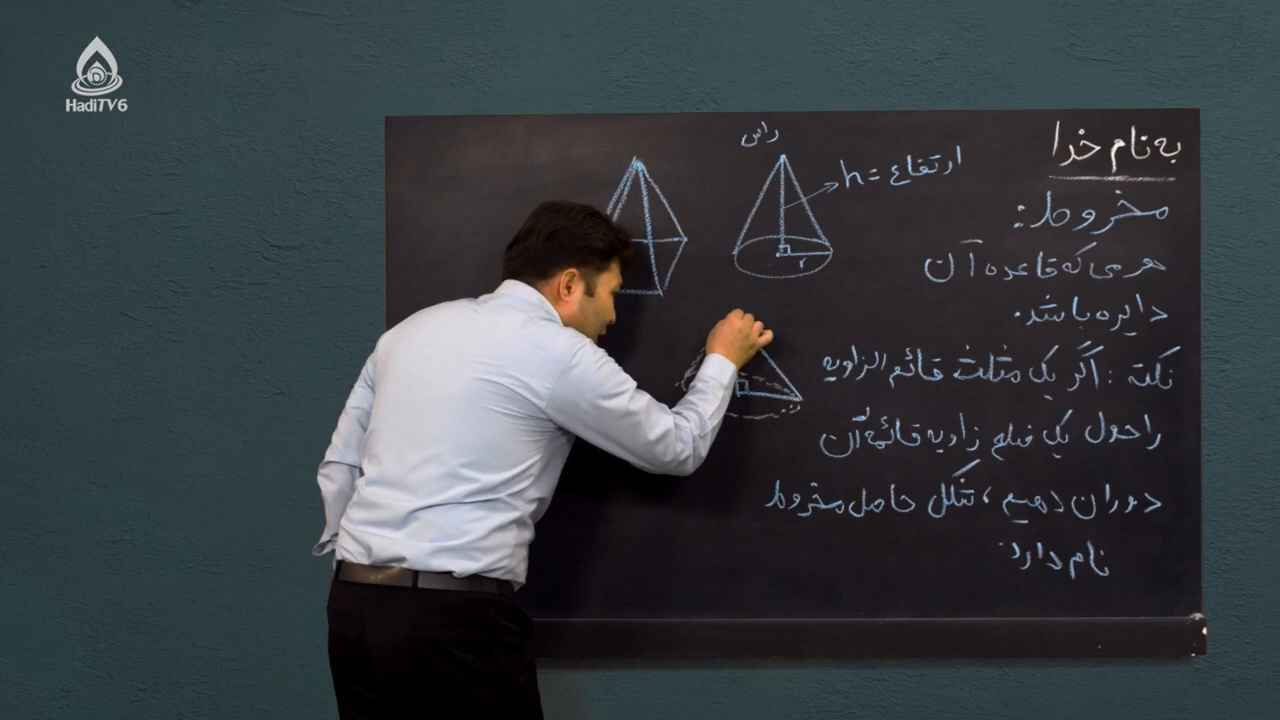 HadiTV6
به نام خدا
مخروط:
هرمی که قاعده آن
دایره باشد.
نکته: اگر یک مثلث قائم الزاویه
را حول یک ضلع زاویه قائمه آن
دوران دهیم، شکل حاصل مخروط
نام دارد.
راس
h = ارتفاع
r